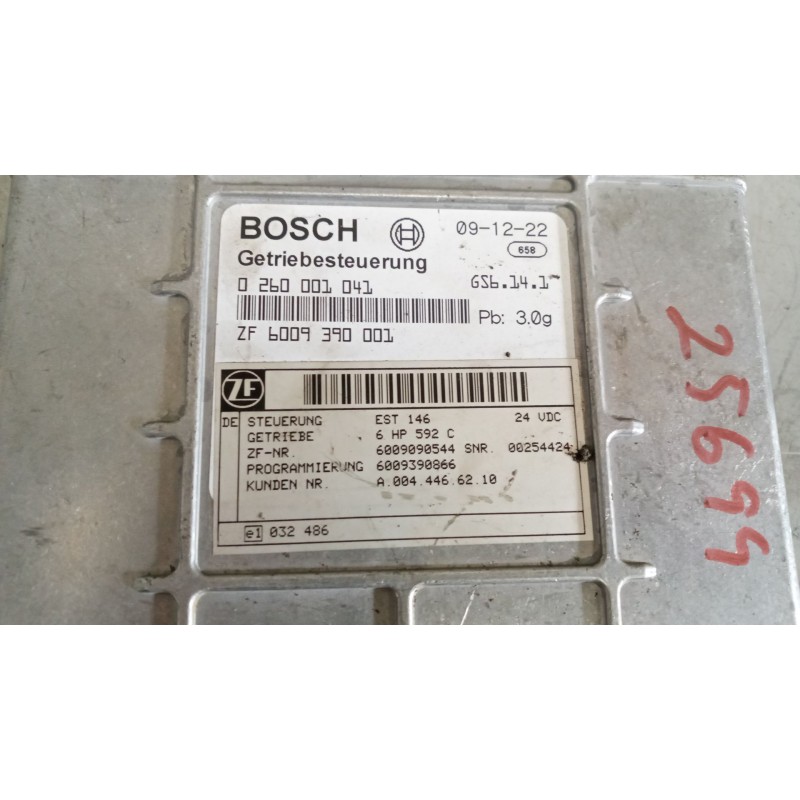 BOSCH 09-12-22
658
Getriebesteuerung
0 260 001 041 GS6.14.1
Pb: 3.0g
ZF 6009 390 001
ZF
DE STEUERUNG EST 146 24 VDC
GETRIEBE 6 HP 592 C
ZF-NR. 6009090544 SNR. 00254424
PROGRAMMIERUNG 6009390866
KUNDEN NR. A.004.446.62.10
e1 032 486
25699